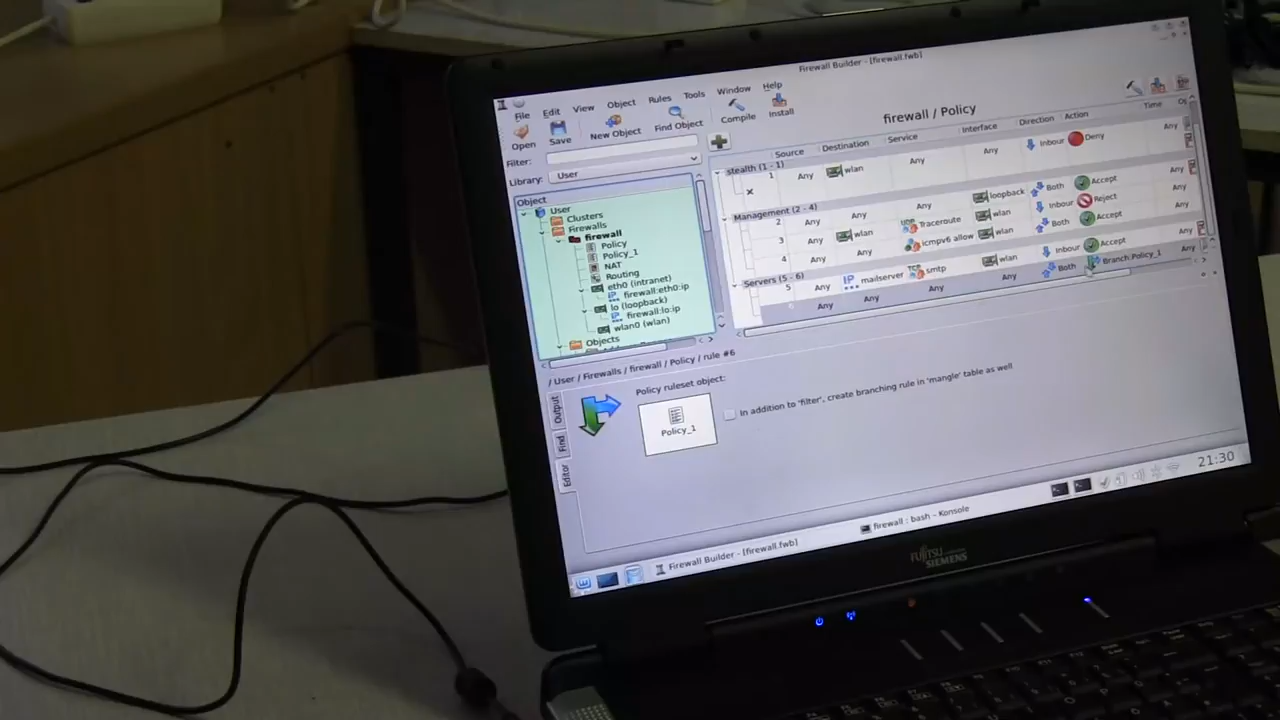 Firewall Builder - [firewall.fwb]
File Edit View Object Rules Tools Window Help
Open Save New Object Find Object Compile Install
firewall / Policy
Filter:
Library: User
Source Destination Service Interface Direction Action Time
stealth (1 - 1)
1 Any wlan Any Any Inbour Deny Any
Management (2 - 4)
2 Any Any Any loopback Both Accept Any
3 Any wlan Traceroute wlan Inbour Reject Any
4 Any Any icmpv6 allow wlan Both Accept Any
Servers (5 - 6)
5 Any IP mailserver TCP smtp wlan Inbour Accept Any
Any Any Any Any Both Branch:Policy_1 Any
Object
User
Clusters
Firewalls
firewall
Policy
Policy_1
NAT
Routing
eth0 (intranet)
IP firewall:eth0:ip
lo (loopback)
IP firewall:lo:ip
wlan0 (wlan)
Objects
/ User / Firewalls / firewall / Policy / rule #6
Output
Find
Editor
Policy ruleset object:
Policy_1
In addition to 'filter', create branching rule in 'mangle' table as well
Firewall Builder - [firewall.fwb]
firewall : bash - Konsole
21:30
FUJITSU
SIEMENS